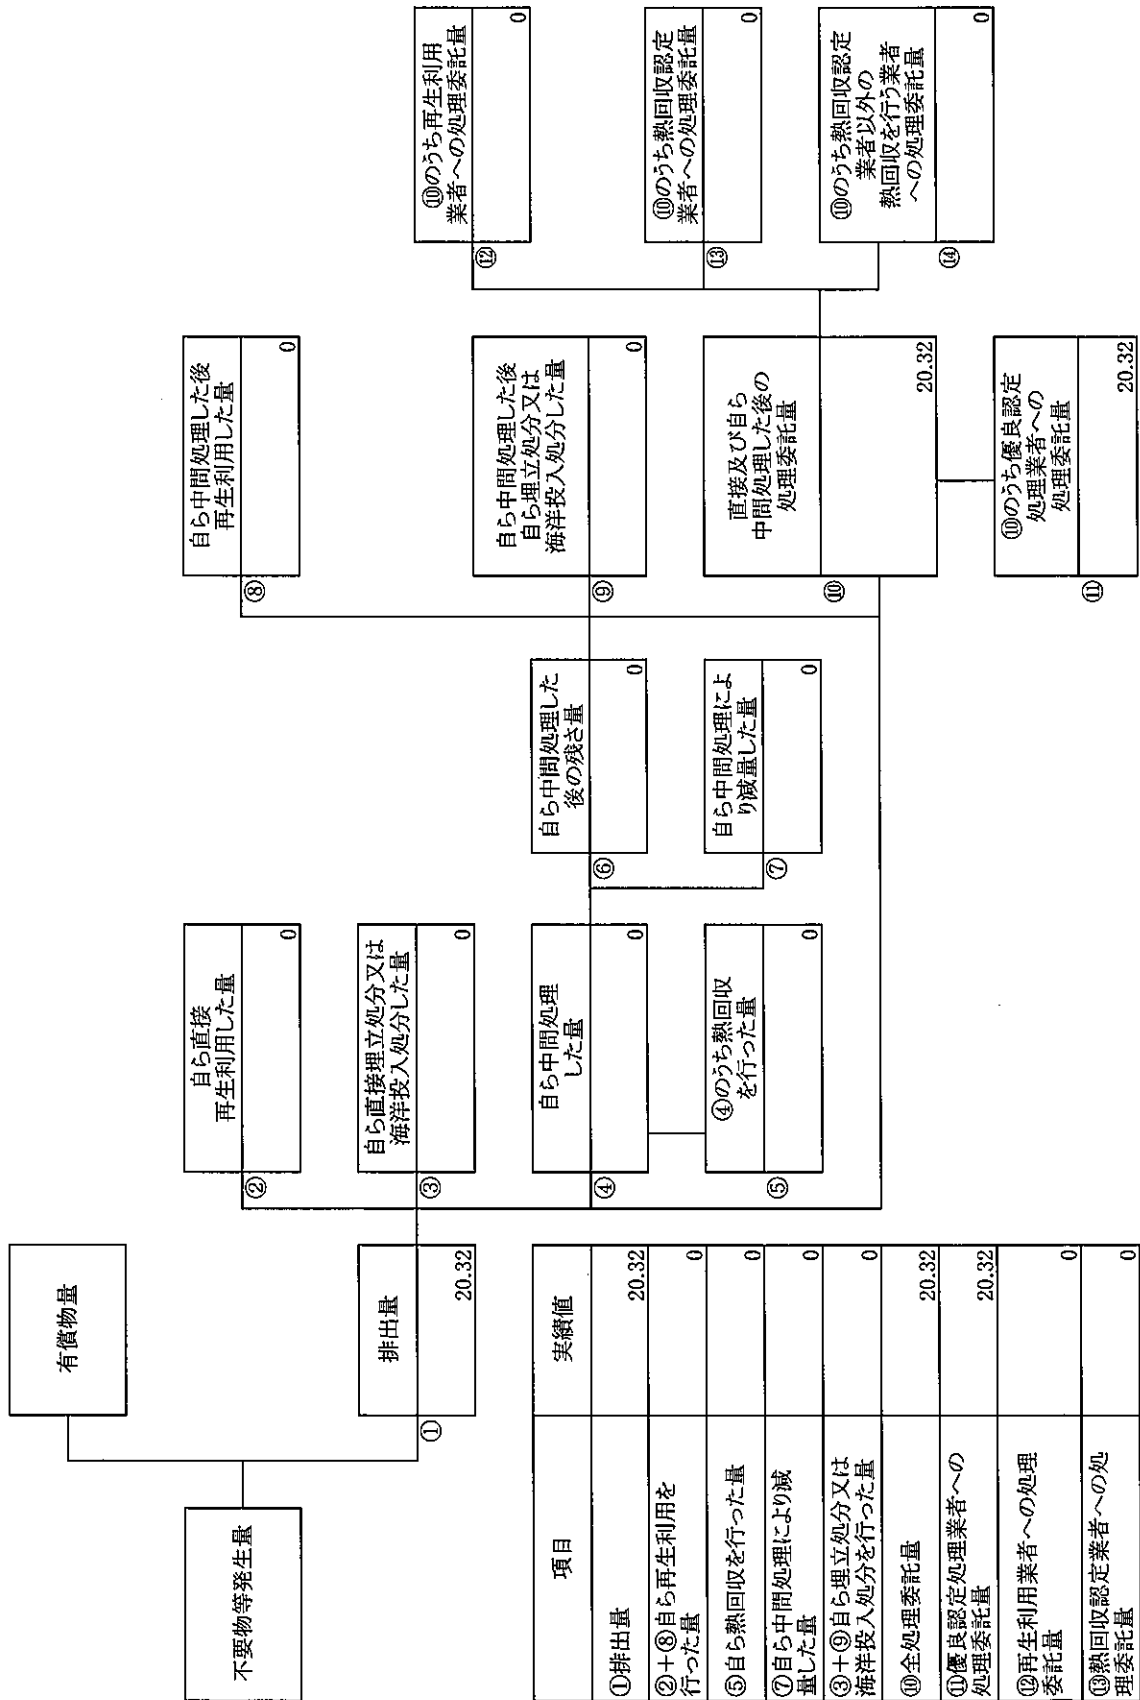 不要物等発生量
有償物量
①
排出量
20.32
②
自ら直接
再生利用した量
0
③
自ら直接埋立処分又は
海洋投入処分した量
0
④
自ら中間処理
した量
0
⑤
④のうち熱回収
を行った量
0
⑥
自ら中間処理した
後の残さ量
0
⑦
自ら中間処理によ
り減量した量
0
⑧
自ら中間処理した後
再生利用した量
0
⑨
自ら中間処理した後
自ら埋立処分又は
海洋投入処分した量
0
⑩
直接及び自ら
中間処理した後の
処理委託量
20.32
⑪
⑩のうち優良認定
処理業者への
処理委託量
20.32
⑫
⑩のうち再生利用
業者への処理委託量
0
⑬
⑩のうち熱回収認定
業者への処理委託量
0
⑭
⑩のうち熱回収認定
業者以外の
熱回収を行う業者
への処理委託量
0
項目 実績値
①排出量 20.32
②+⑧自ら再生利用を
行った量 0
⑤自ら熱回収を行った量 0
⑦自ら中間処理により減
量した量 0
③+⑨自ら埋立処分又は
海洋投入処分を行った量 0
⑩全処理委託量 20.32
⑪優良認定処理業者への
処理委託量 20.32
⑫再生利用業者への処理
委託量 0
⑬熱回収認定業者への処
理委託量 0